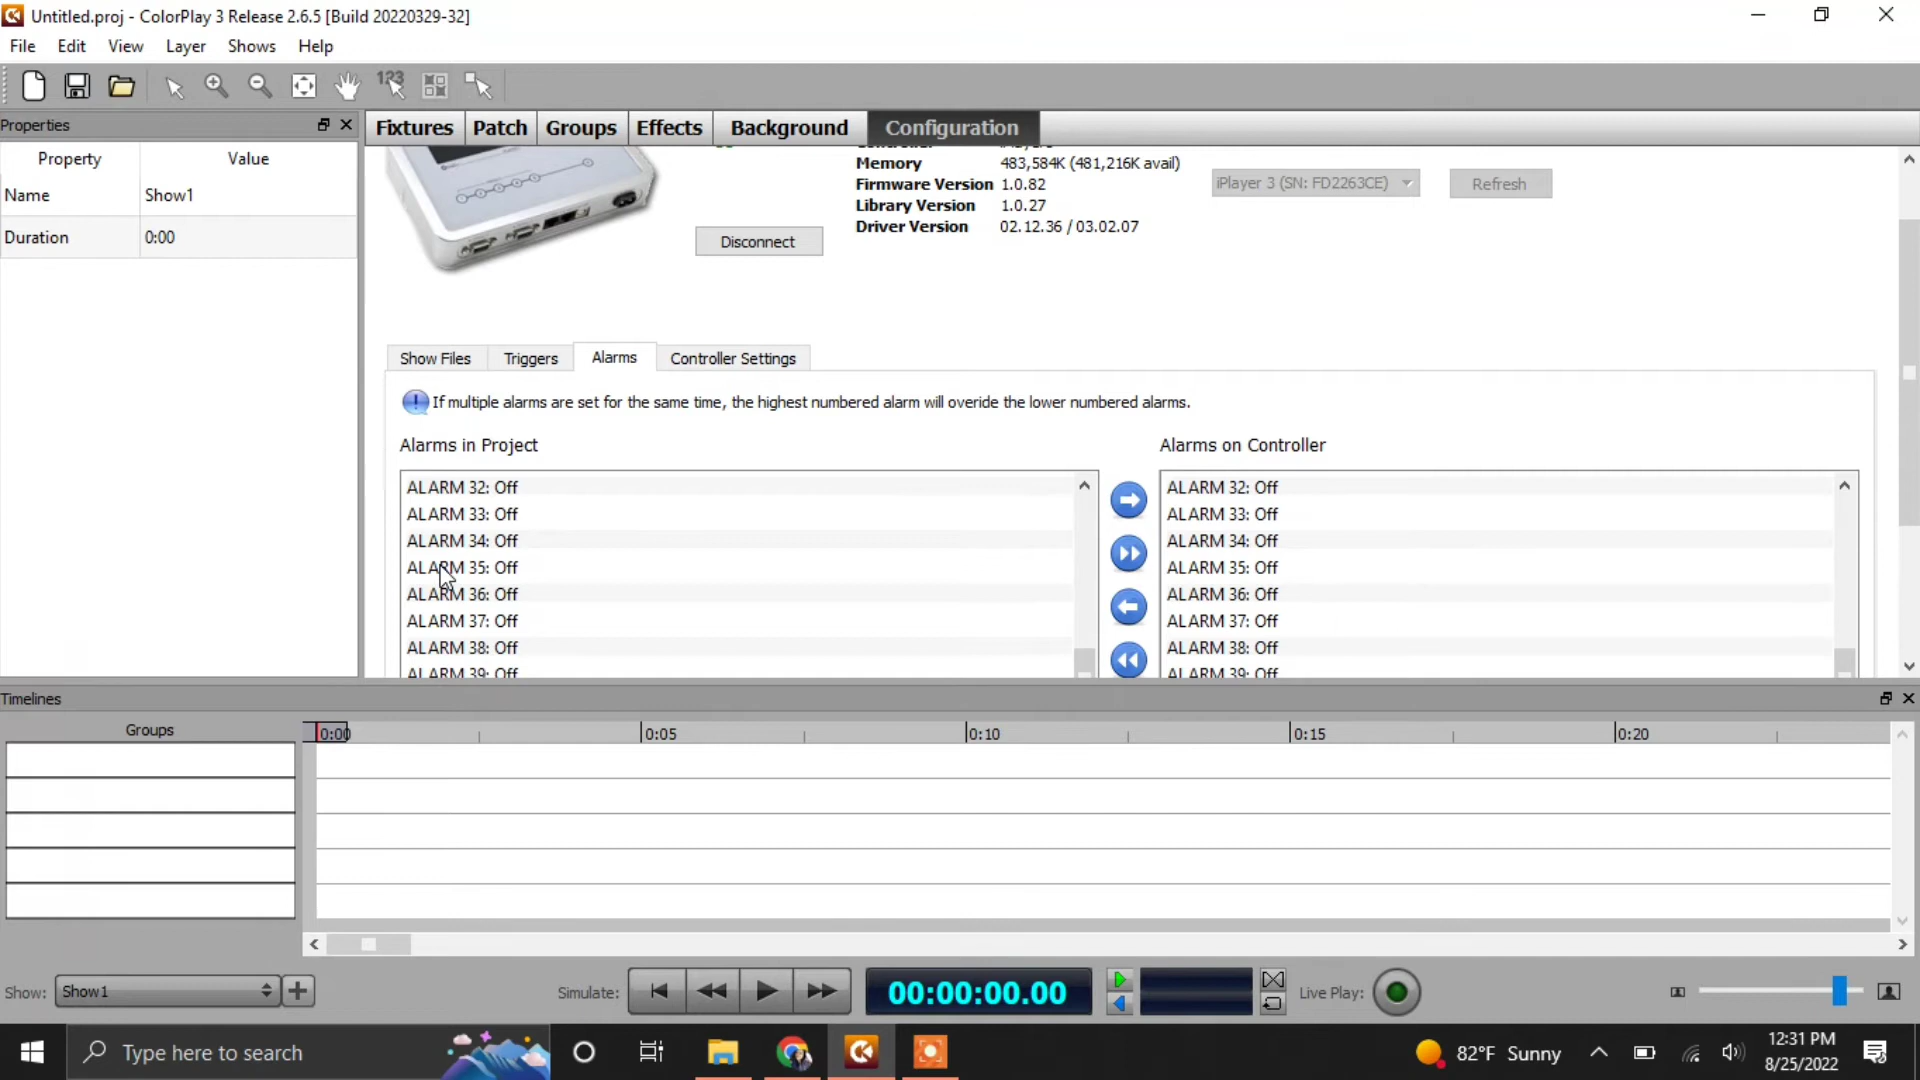 Untitled.proj - ColorPlay 3 Release 2.6.5 [Build 20220329-32]
File Edit View Layer Shows Help
123
Properties
Fixtures Patch Groups Effects Background Configuration
Property Value
Name Show1
Duration 0:00
Memory 483,584K (481,216K avail)
Firmware Version 1.0.82
Library Version 1.0.27
Driver Version 02.12.36 / 03.02.07
iPlayer 3 (SN: FD2263CE)
Refresh
Disconnect
Show Files Triggers Alarms Controller Settings
If multiple alarms are set for the same time, the highest numbered alarm will overide the lower numbered alarms.
Alarms in Project
ALARM 32: Off
ALARM 33: Off
ALARM 34: Off
ALARM 35: Off
ALARM 36: Off
ALARM 37: Off
ALARM 38: Off
ALARM 39: Off
Alarms on Controller
ALARM 32: Off
ALARM 33: Off
ALARM 34: Off
ALARM 35: Off
ALARM 36: Off
ALARM 37: Off
ALARM 38: Off
ALARM 39: Off
Timelines
Groups
0:00 0:05 0:10 0:15 0:20
Show: Show1
Simulate:
00:00:00.00
Live Play:
Type here to search
82°F Sunny
12:31 PM
8/25/2022